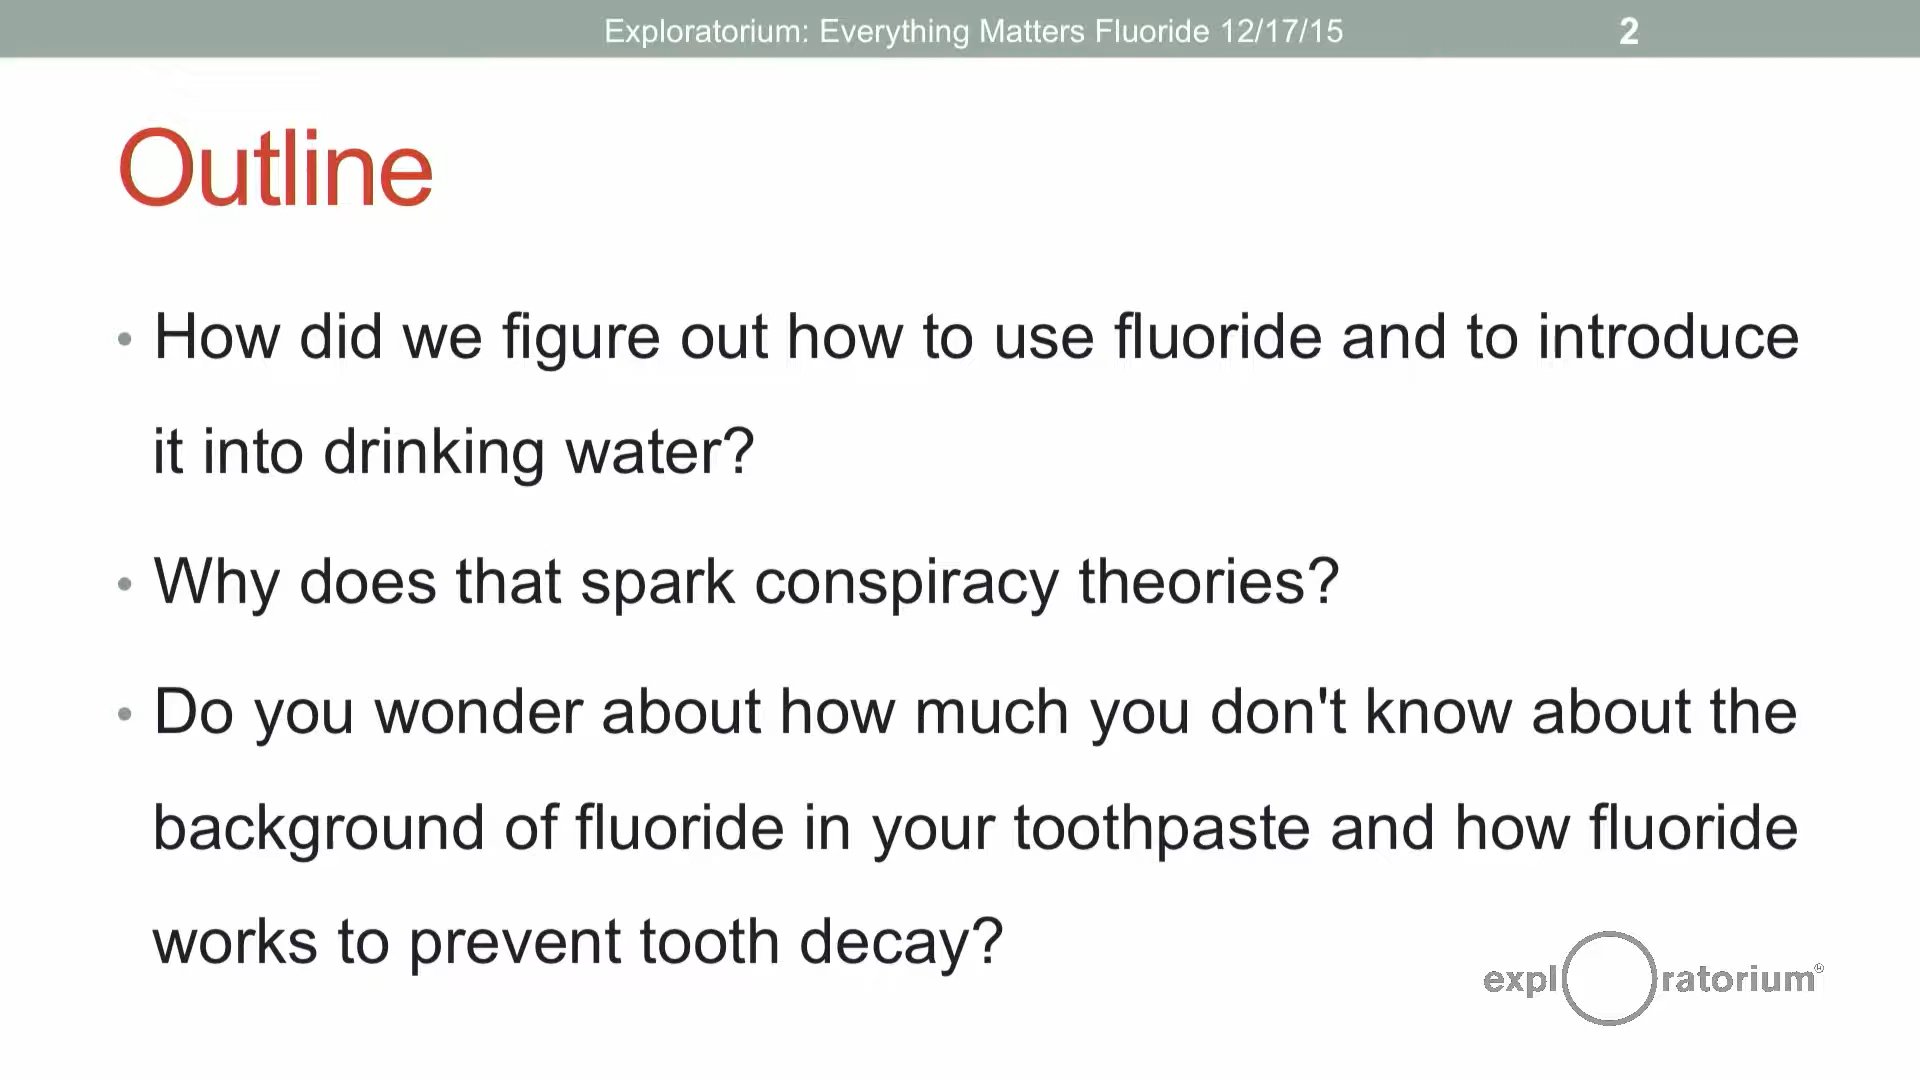 Exploratorium: Everything Matters Fluoride 12/17/15 2
Outline
• How did we figure out how to use fluoride and to introduce
it into drinking water?
• Why does that spark conspiracy theories?
• Do you wonder about how much you don't know about the
background of fluoride in your toothpaste and how fluoride
works to prevent tooth decay?
explOratorium®